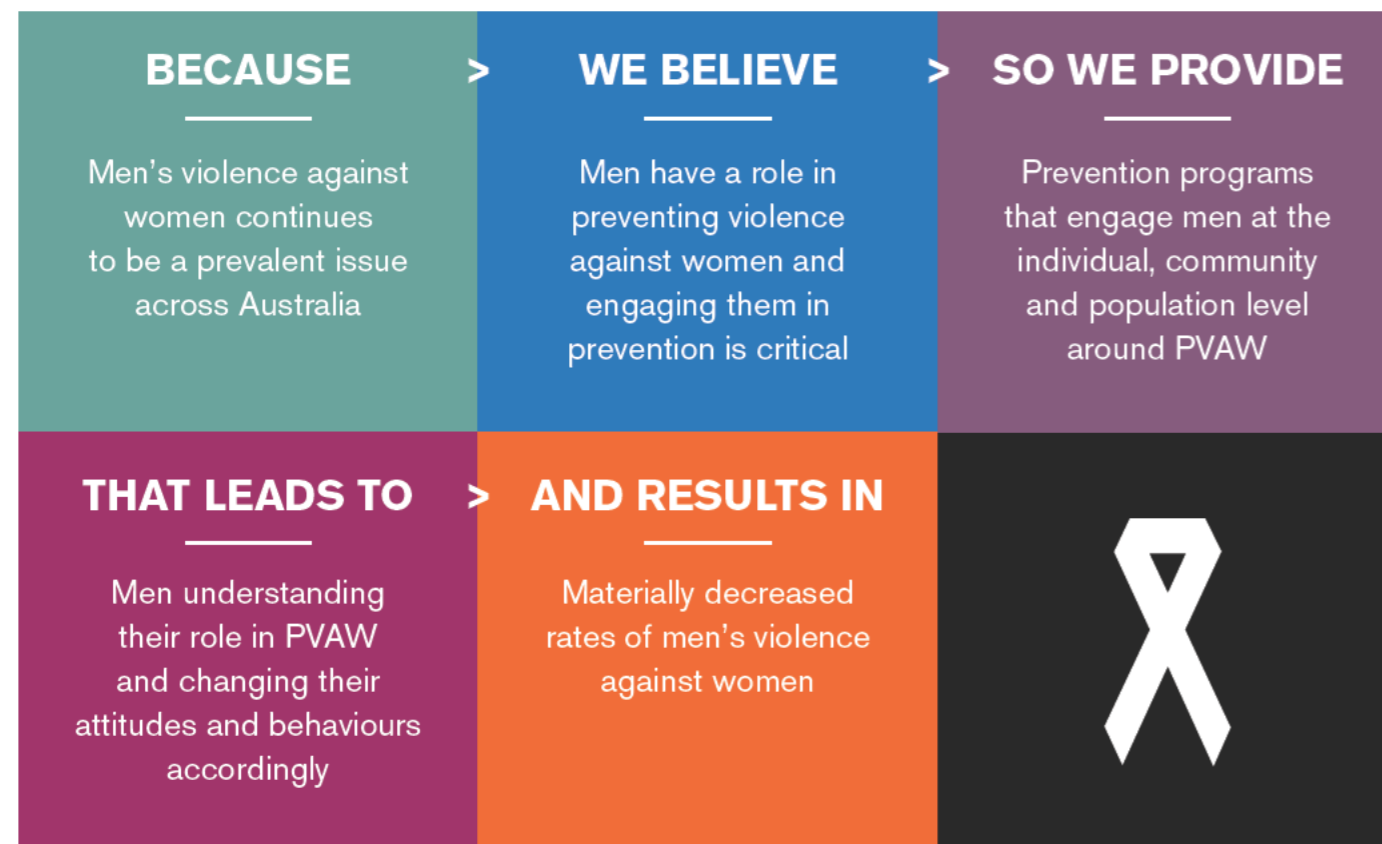 BECAUSE
Men's violence against
women continues
to be a prevalent issue
across Australia
>
WE BELIEVE
Men have a role in
preventing violence
against women and
engaging them in
prevention is critical
>
SO WE PROVIDE
Prevention programs
that engage men at the
individual, community
and population level
around PVAW
THAT LEADS TO
Men understanding
their role in PVAW
and changing their
attitudes and behaviours
accordingly
>
AND RESULTS IN
Materially decreased
rates of men's violence
against women